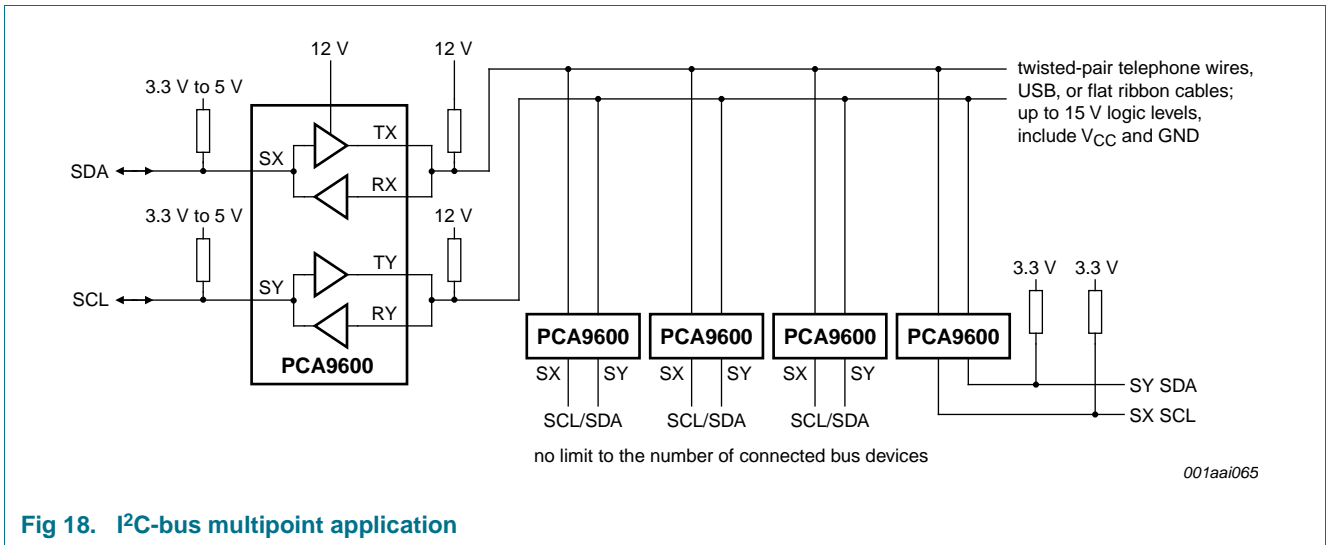 12 V
12 V
3.3 V to 5 V
TX
SX
SDA
RX
3.3 V to 5 V
12 V
TY
SY
SCL
RY
PCA9600
twisted-pair telephone wires,
USB, or flat ribbon cables;
up to 15 V logic levels,
include VCC and GND
3.3 V 3.3 V
PCA9600 PCA9600 PCA9600 PCA9600
SX SY SX SY SX SY
SY SDA
SX SCL
SCL/SDA SCL/SDA SCL/SDA
no limit to the number of connected bus devices
001aai065
Fig 18. I²C-bus multipoint application